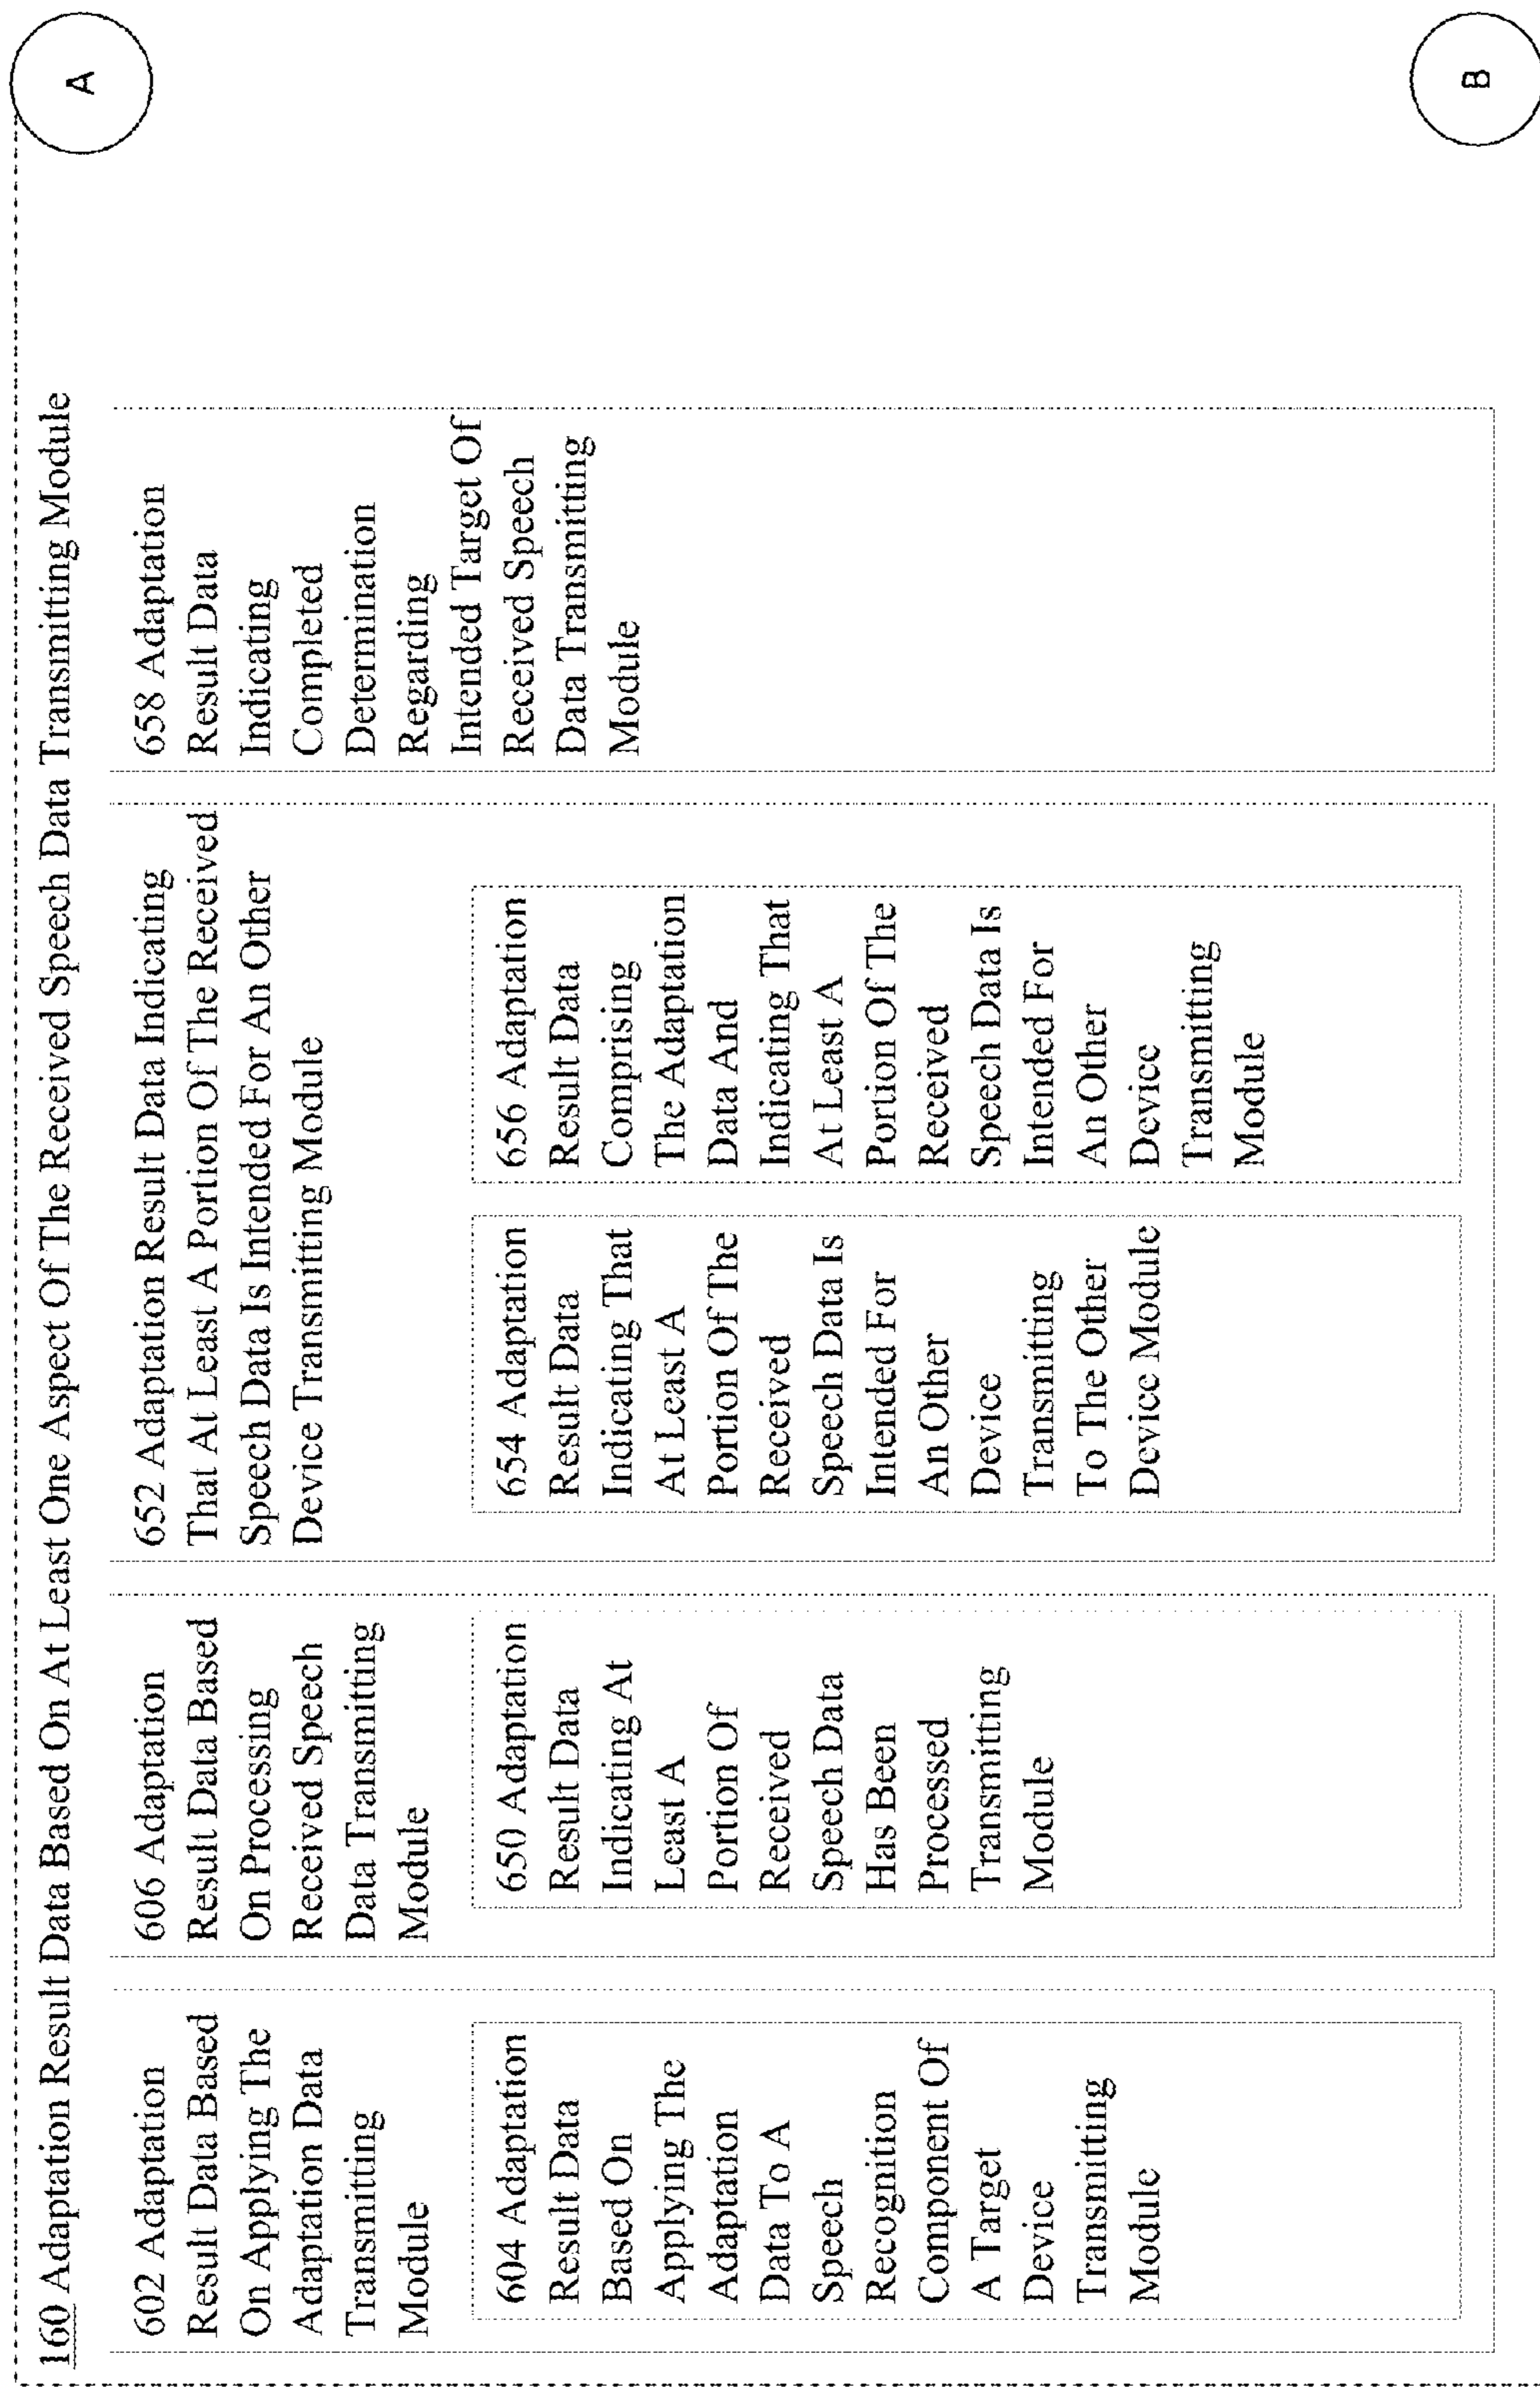 160 Adaptation Result Data Based On At Least One Aspect Of The Received Speech Data Transmitting Module
602 Adaptation
Result Data Based
On Applying The
Adaptation Data
Transmitting
Module
604 Adaptation
Result Data
Based On
Applying The
Adaptation
Data To A
Speech
Recognition
Component Of
A Target
Device
Transmitting
Module
606 Adaptation
Result Data Based
On Processing
Received Speech
Data Transmitting
Module
650 Adaptation
Result Data
Indicating At
Least A
Portion Of
Received
Speech Data
Has Been
Processed
Transmitting
Module
652 Adaptation Result Data Indicating
That At Least A Portion Of The Received
Speech Data Is Intended For An Other
Device Transmitting Module
654 Adaptation
Result Data
Indicating That
At Least A
Portion Of The
Received
Speech Data Is
Intended For
An Other
Device
Transmitting
To The Other
Device Module
656 Adaptation
Result Data
Comprising
The Adaptation
Data And
Indicating That
At Least A
Portion Of The
Received
Speech Data Is
Intended For
An Other
Device
Transmitting
Module
658 Adaptation
Result Data
Indicating
Completed
Determination
Regarding
Intended Target Of
Received Speech
Data Transmitting
Module
A
B